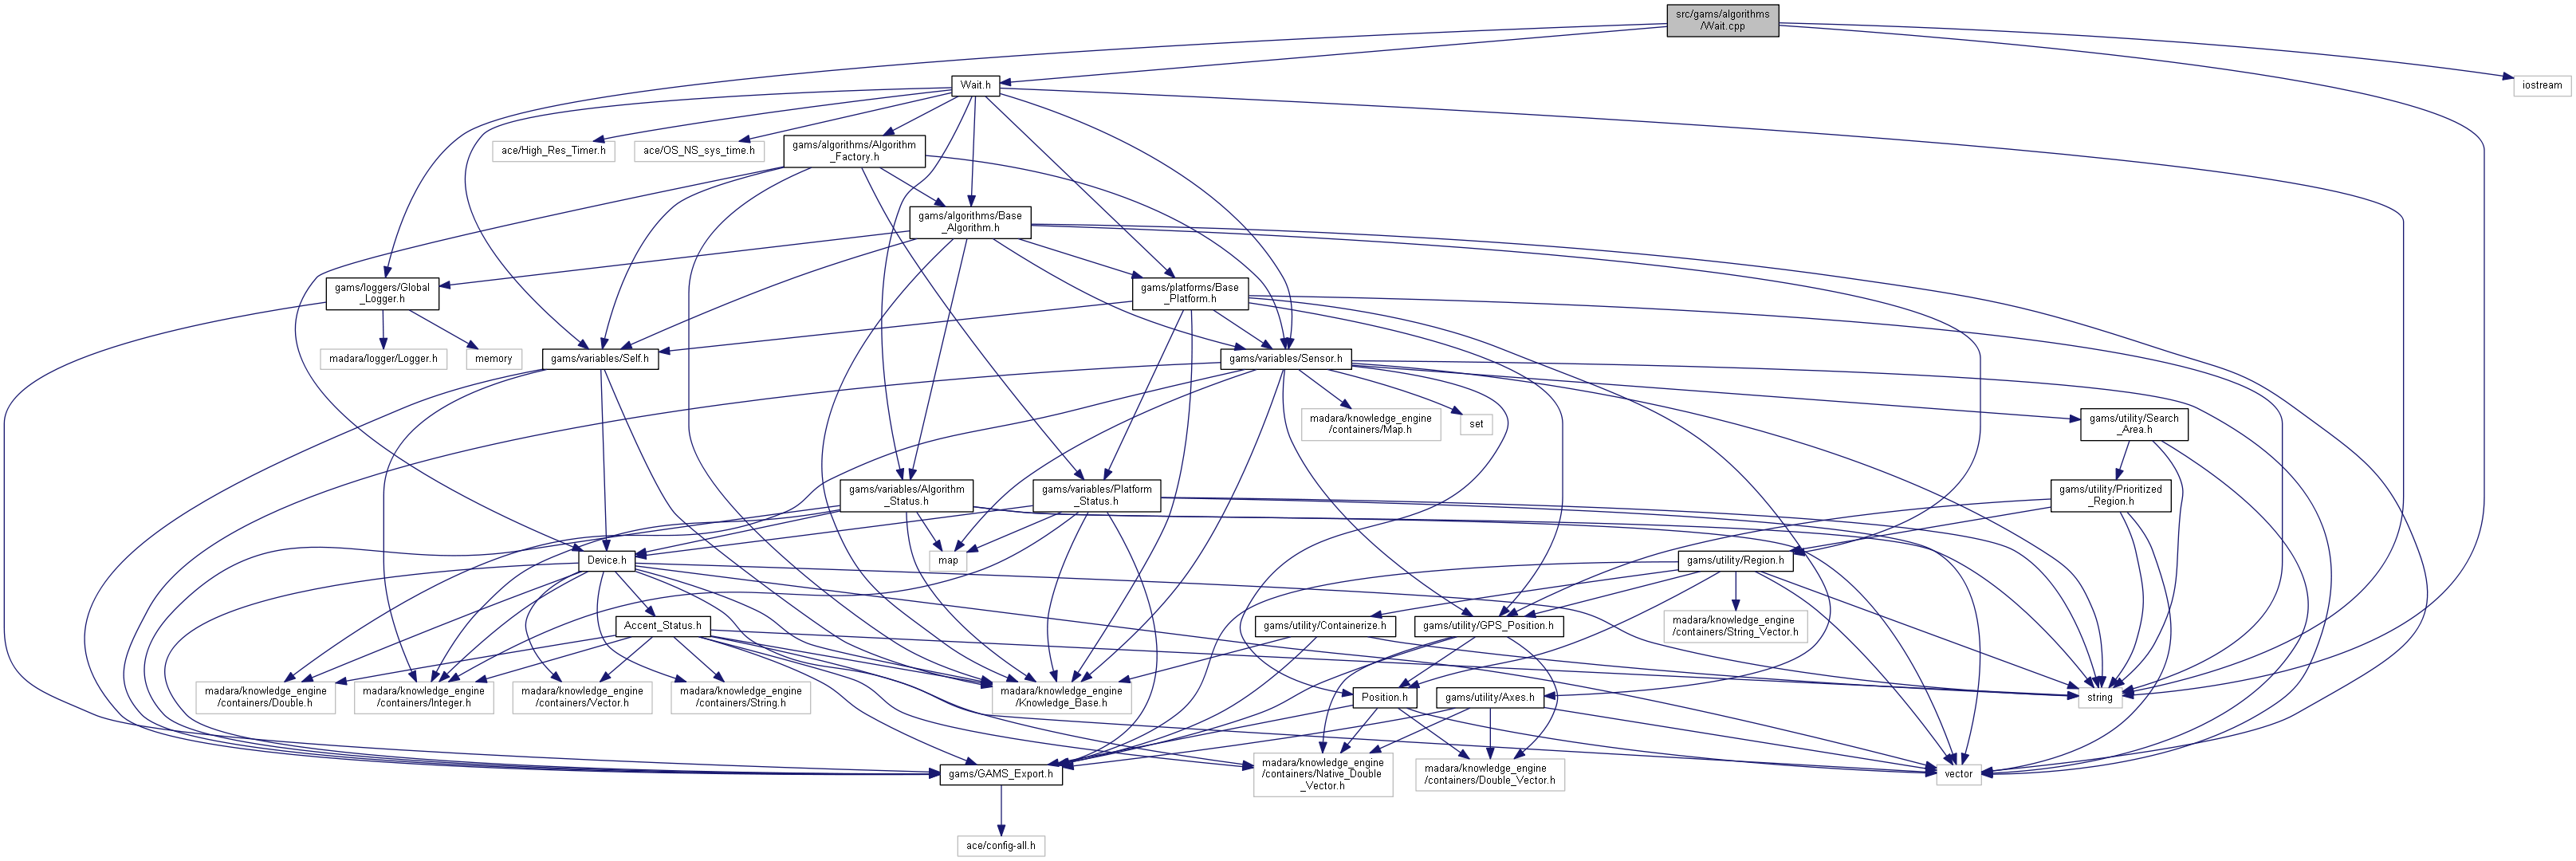 src/gams/algorithms
/Wait.cpp
Wait.h
iostream
ace/High_Res_Timer.h
ace/OS_NS_sys_time.h
gams/algorithms/Algorithm
_Factory.h
gams/algorithms/Base
_Algorithm.h
gams/loggers/Global
_Logger.h
gams/platforms/Base
_Platform.h
madara/logger/Logger.h
memory
gams/variables/Self.h
gams/variables/Sensor.h
madara/knowledge_engine
/containers/Map.h
set
gams/utility/Search
_Area.h
gams/variables/Algorithm
_Status.h
gams/variables/Platform
_Status.h
gams/utility/Prioritized
_Region.h
Device.h
map
gams/utility/Region.h
Accent_Status.h
gams/utility/Containerize.h
gams/utility/GPS_Position.h
madara/knowledge_engine
/containers/String_Vector.h
madara/knowledge_engine
/containers/Double.h
madara/knowledge_engine
/containers/Integer.h
madara/knowledge_engine
/containers/Vector.h
madara/knowledge_engine
/containers/String.h
madara/knowledge_engine
/Knowledge_Base.h
Position.h
gams/utility/Axes.h
string
gams/GAMS_Export.h
madara/knowledge_engine
/containers/Native_Double
_Vector.h
madara/knowledge_engine
/containers/Double_Vector.h
vector
ace/config-all.h